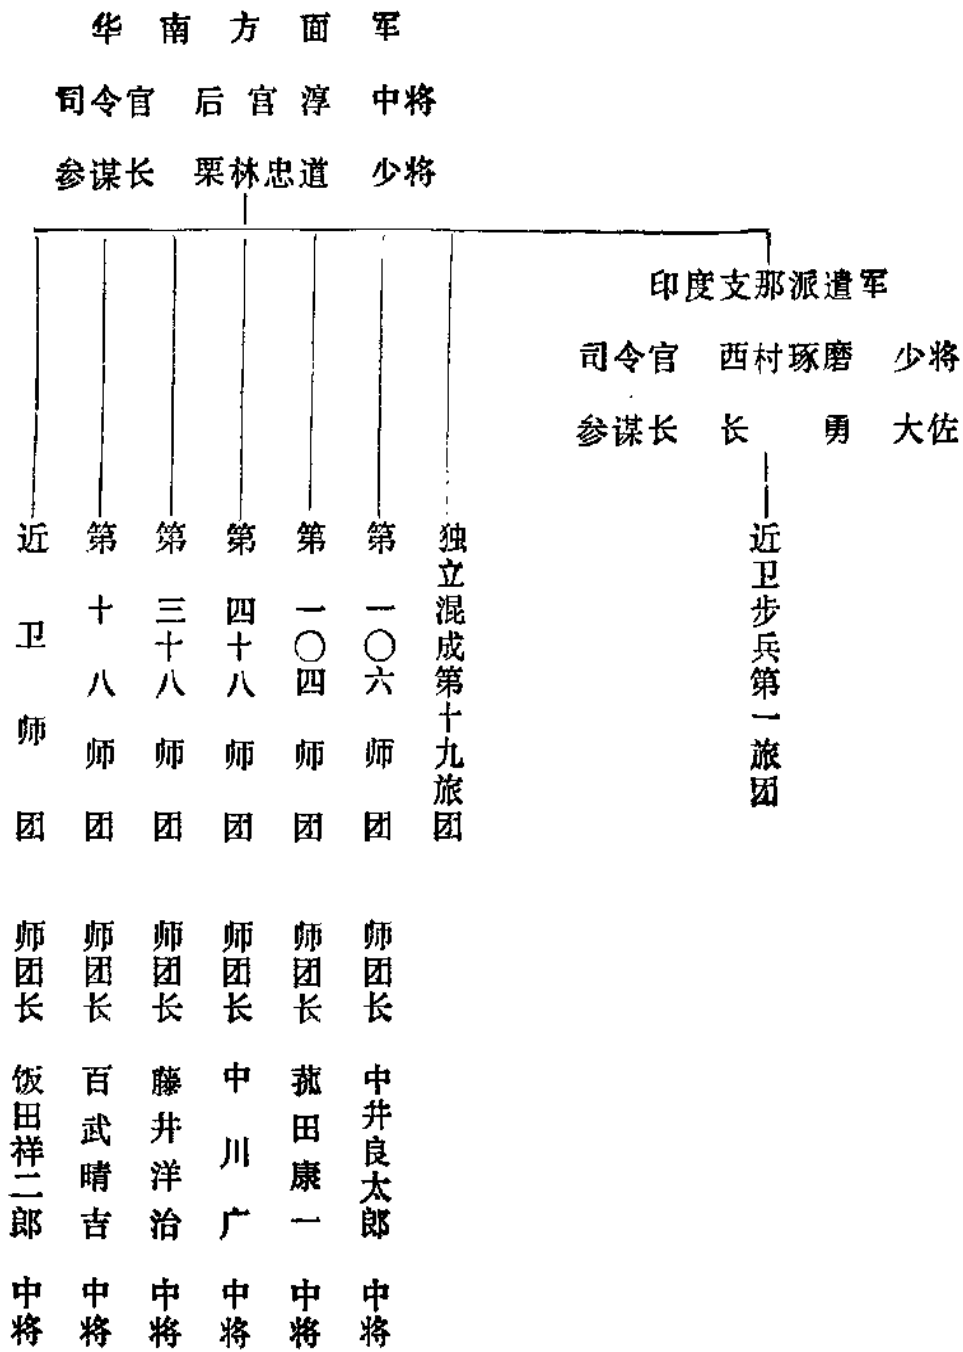 华南方面军
司令官 后宫淳 中将
参谋长 栗林忠道 少将
印度支那派遣军
司令官 西村琢磨 少将
参谋长 长勇 大佐
近卫师团 师团长 饭田祥二郎 中将
第十八师团 师团长 百武晴吉 中将
第三十八师团 师团长 藤井洋治 中将
第四十八师团 师团长 中川广 中将
第一〇四师团 师团长 菰田康一 中将
第一〇六师团 师团长 中井良太郎 中将
独立混成第十九旅团
近卫步兵第一旅团